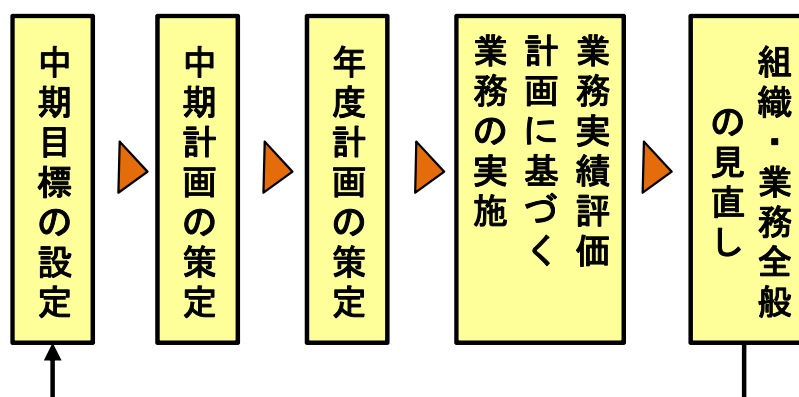 中期目標の設定
中期計画の策定
年度計画の策定
業務実績評価
計画に基づく
業務の実施
組織・業務全般
の見直し